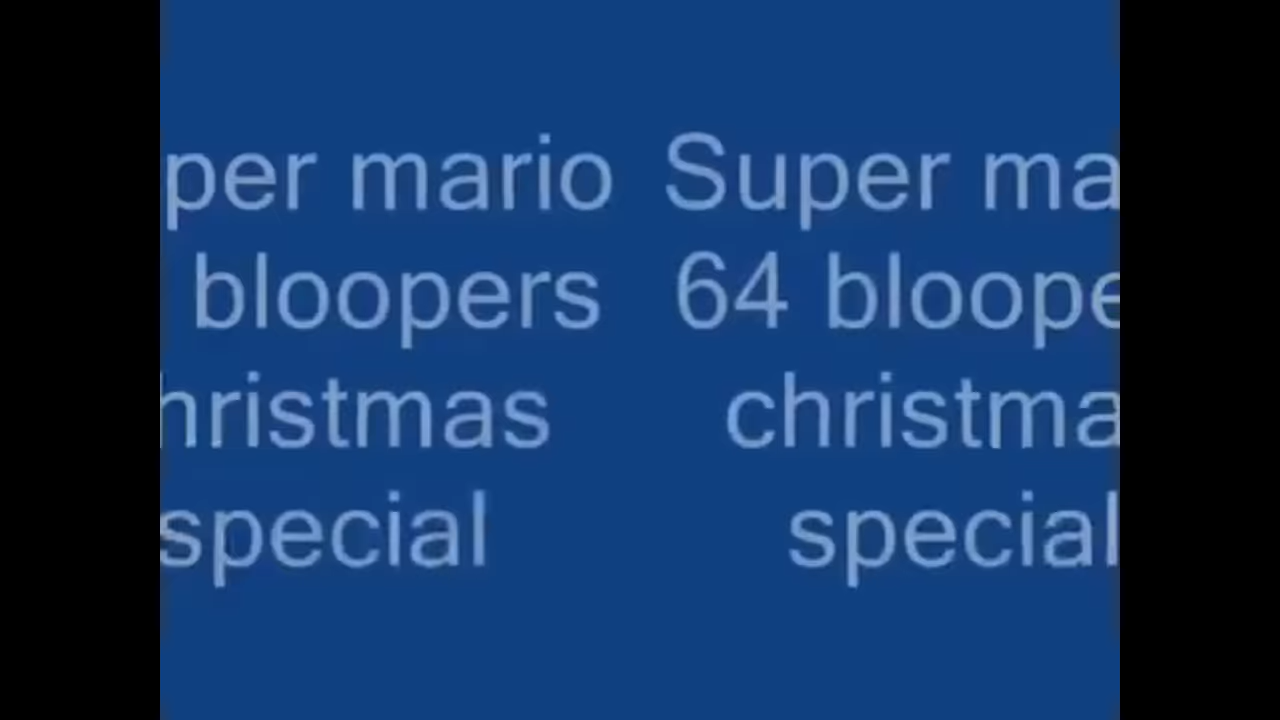 per mario Super ma
bloopers 64 bloope
hristmas christma
special special